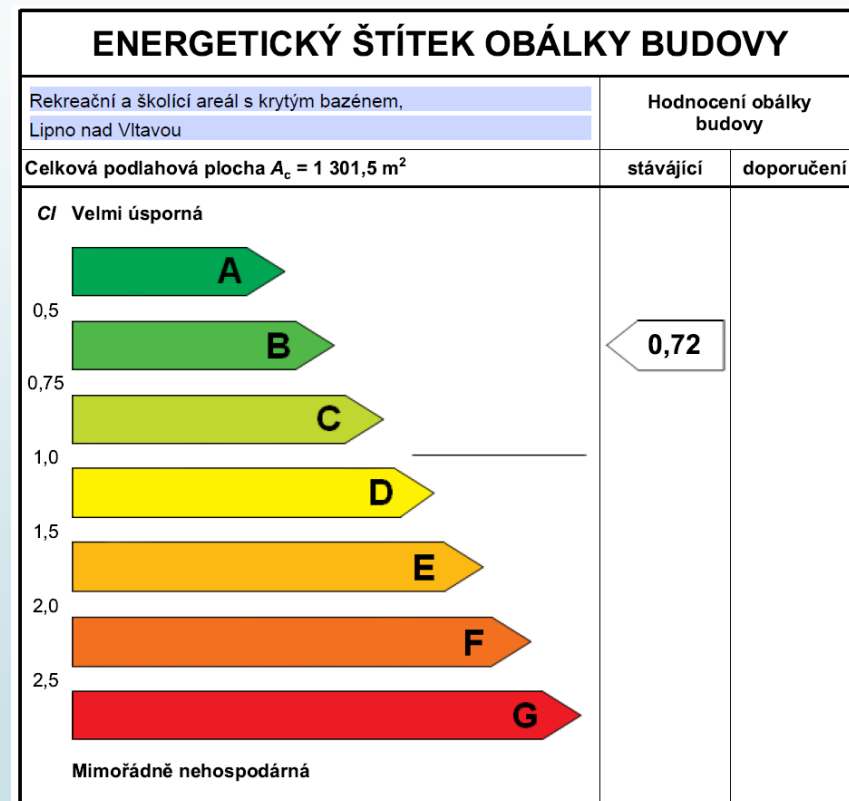 ENERGETICKÝ ŠTÍTEK OBÁLKY BUDOVY
Rekreační a školící areál s krytým bazénem,
Lipno nad Vltavou
Hodnocení obálky
budovy
Celková podlahová plocha Ac = 1 301,5 m²
stávající
doporučení
CI Velmi úsporná
A
0,5
B
0,72
0,75
C
1,0
D
1,5
E
2,0
F
2,5
G
Mimořádně nehospodárná